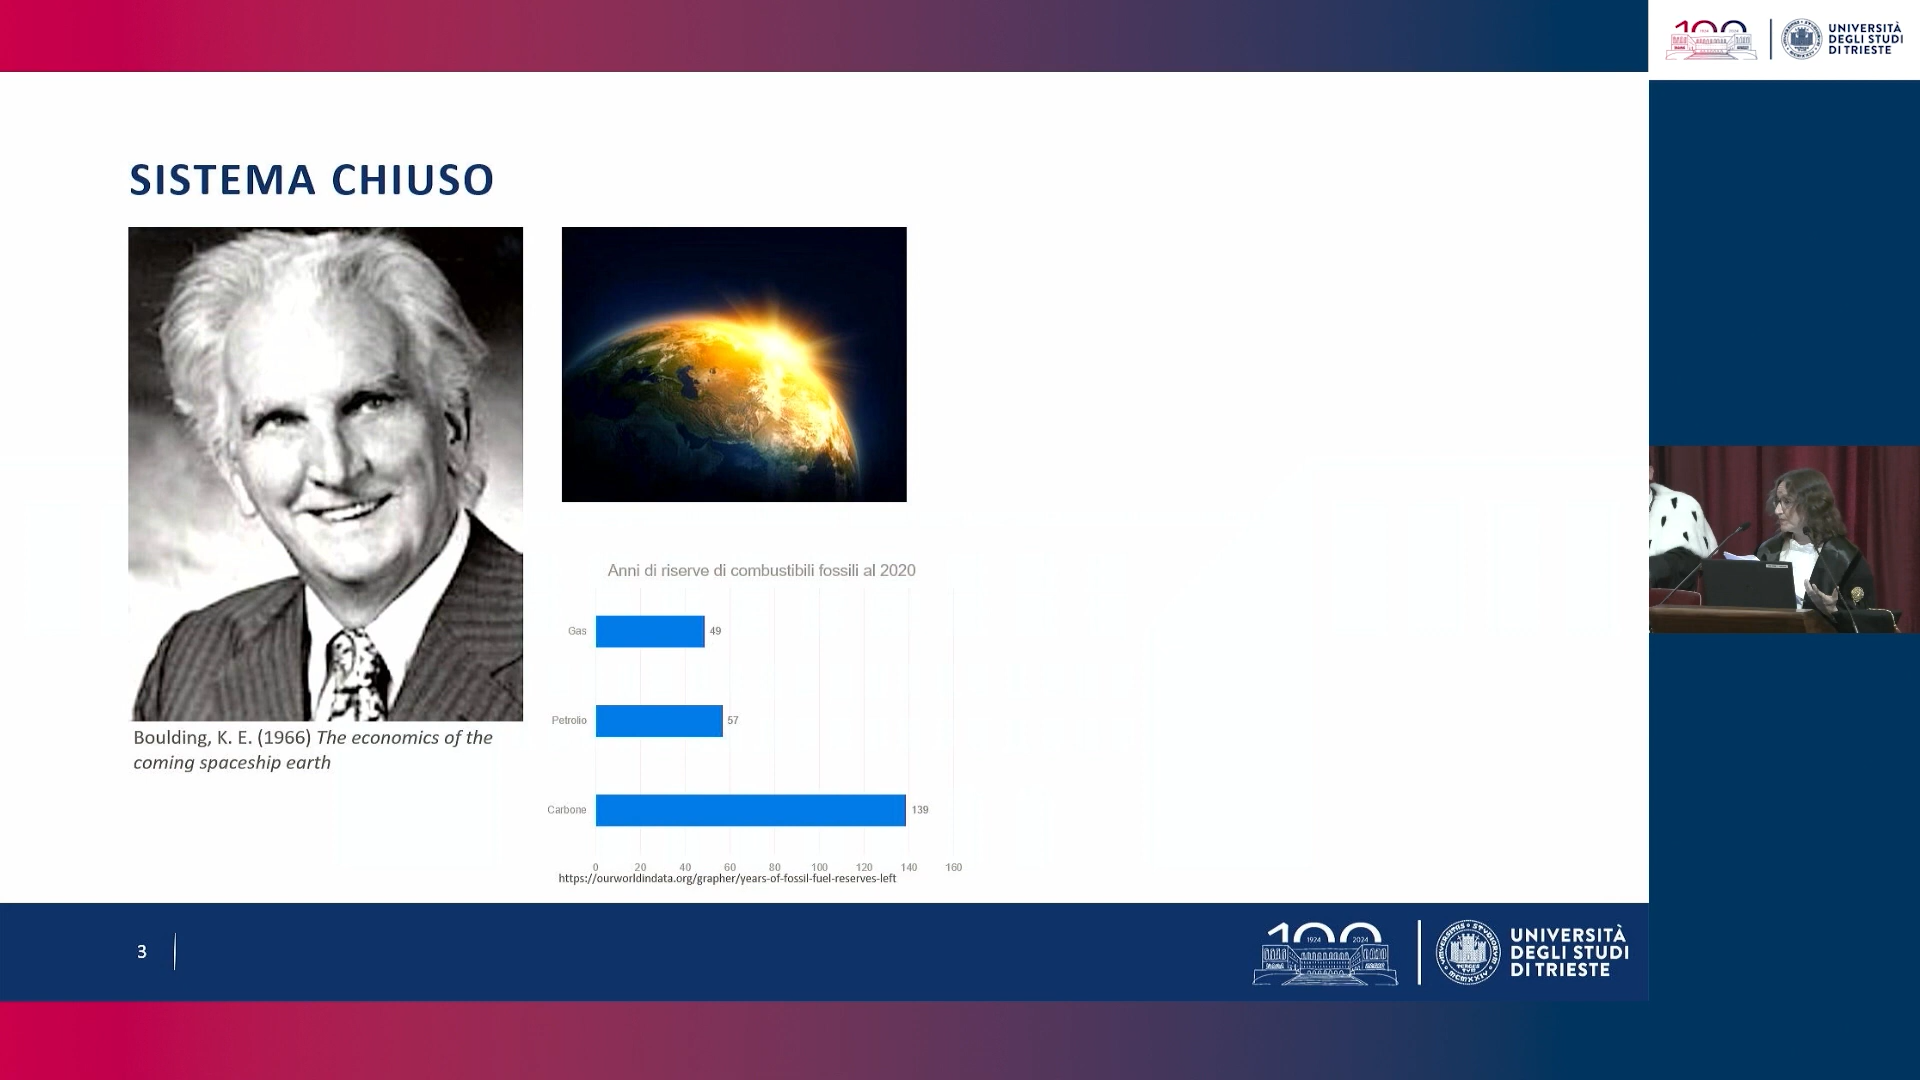 100
UNIVERSITÀ
DEGLI STUDI
DI TRIESTE
SISTEMA CHIUSO
Boulding, K. E. (1966) The economics of the
coming spaceship earth
Anni di riserve di combustibili fossili al 2020
Gas 49
Petrolio 57
Carbone 139
0 20 40 60 80 100 120 140 160
https://ourworldindata.org/grapher/years-of-fossil-fuel-reserves-left
3
100
1924 2024
UNIVERSITÀ
DEGLI STUDI
DI TRIESTE